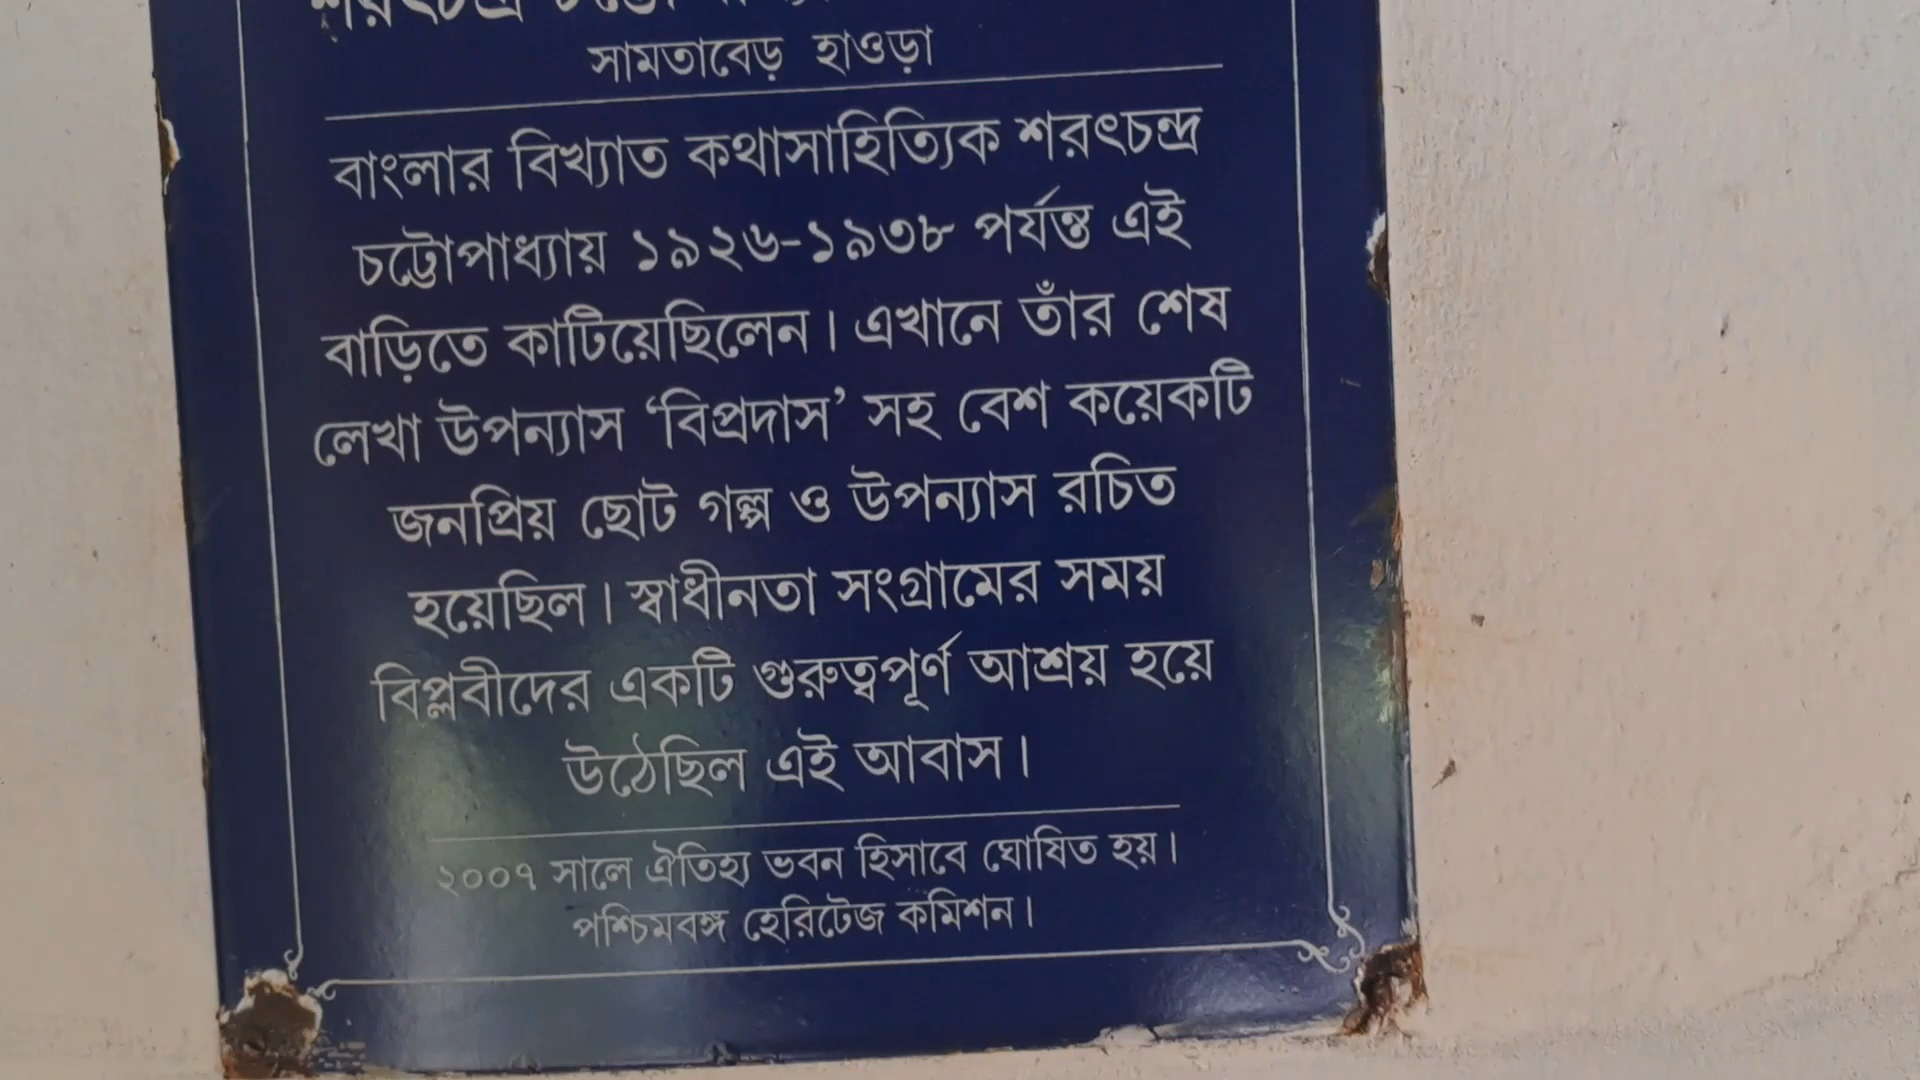 শরৎচন্দ্র
সামতাবেড় হাওড়া
বাংলার বিখ্যাত কথাসাহিত্যিক শরৎচন্দ্র
চট্টোপাধ্যায় ১৯২৬-১৯৩৮ পর্যন্ত এই
বাড়িতে কাটিয়েছিলেন। এখানে তাঁর শেষ
লেখা উপন্যাস ‘বিপ্রদাস’ সহ বেশ কয়েকটি
জনপ্রিয় ছোট গল্প ও উপন্যাস রচিত
হয়েছিল। স্বাধীনতা সংগ্রামের সময়
বিপ্লবীদের একটি গুরুত্বপূর্ণ আশ্রয় হয়ে
উঠেছিল এই আবাস।
২০০৭ সালে ঐতিহ্য ভবন হিসাবে ঘোষিত হয়।
পশ্চিমবঙ্গ হেরিটেজ কমিশন।